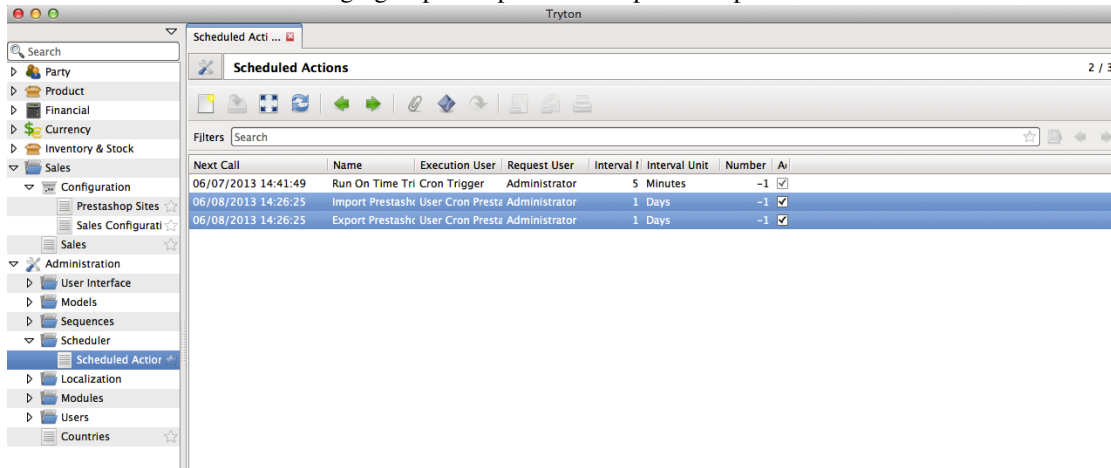 Tryton
Scheduled Acti ...
Search
Scheduled Actions
2 / 3
Party
Product
Financial
Currency
Inventory & Stock
Sales
Configuration
Prestashop Sites
Sales Configurati
Sales
Administration
User Interface
Models
Sequences
Scheduler
Scheduled Action
Localization
Modules
Users
Countries
Filters Search
Next Call Name Execution User Request User Interval Interval Unit Number
06/07/2013 14:41:49 Run On Time Tri Cron Trigger Administrator 5 Minutes -1
06/08/2013 14:26:25 Import Prestash User Cron Presta Administrator 1 Days -1
06/08/2013 14:26:25 Export Prestash User Cron Presta Administrator 1 Days -1